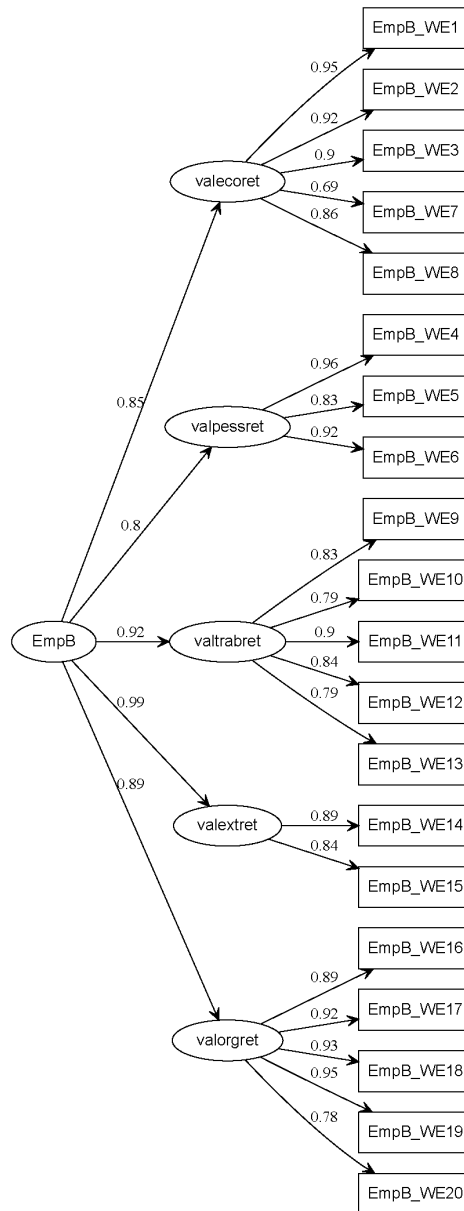 EmpB_WE1
0.95
EmpB_WE2
0.92
EmpB_WE3
0.9
valecoret
0.69
EmpB_WE7
0.86
EmpB_WE8
EmpB_WE4
0.96
0.85
0.83
EmpB_WE5
valpessret
0.92
EmpB_WE6
EmpB_WE9
0.8
0.83
EmpB_WE10
0.79
EmpB
0.92
valtrabret
0.9
EmpB_WE11
0.84
EmpB_WE12
0.99
0.79
EmpB_WE13
0.89
valextret
0.89
EmpB_WE14
0.84
EmpB_WE15
EmpB_WE16
0.89
0.92
EmpB_WE17
valorgret
0.93
EmpB_WE18
0.95
EmpB_WE19
0.78
EmpB_WE20